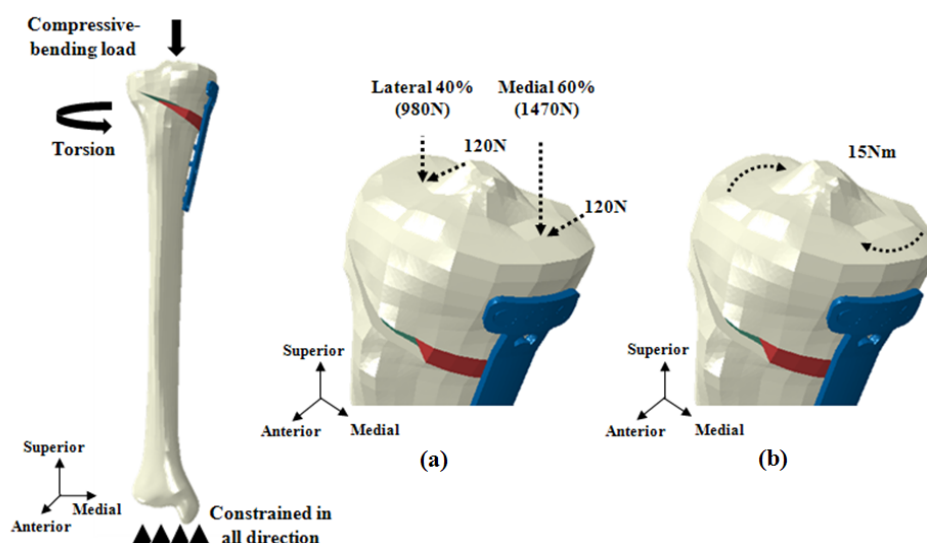 Compressive-
bending load
Torsion
Superior
Medial
Anterior
Constrained in
all direction
Lateral 40%
(980N)
Medial 60%
(1470N)
120N
120N
Superior
Anterior
Medial
(a)
15Nm
Superior
Anterior
Medial
(b)